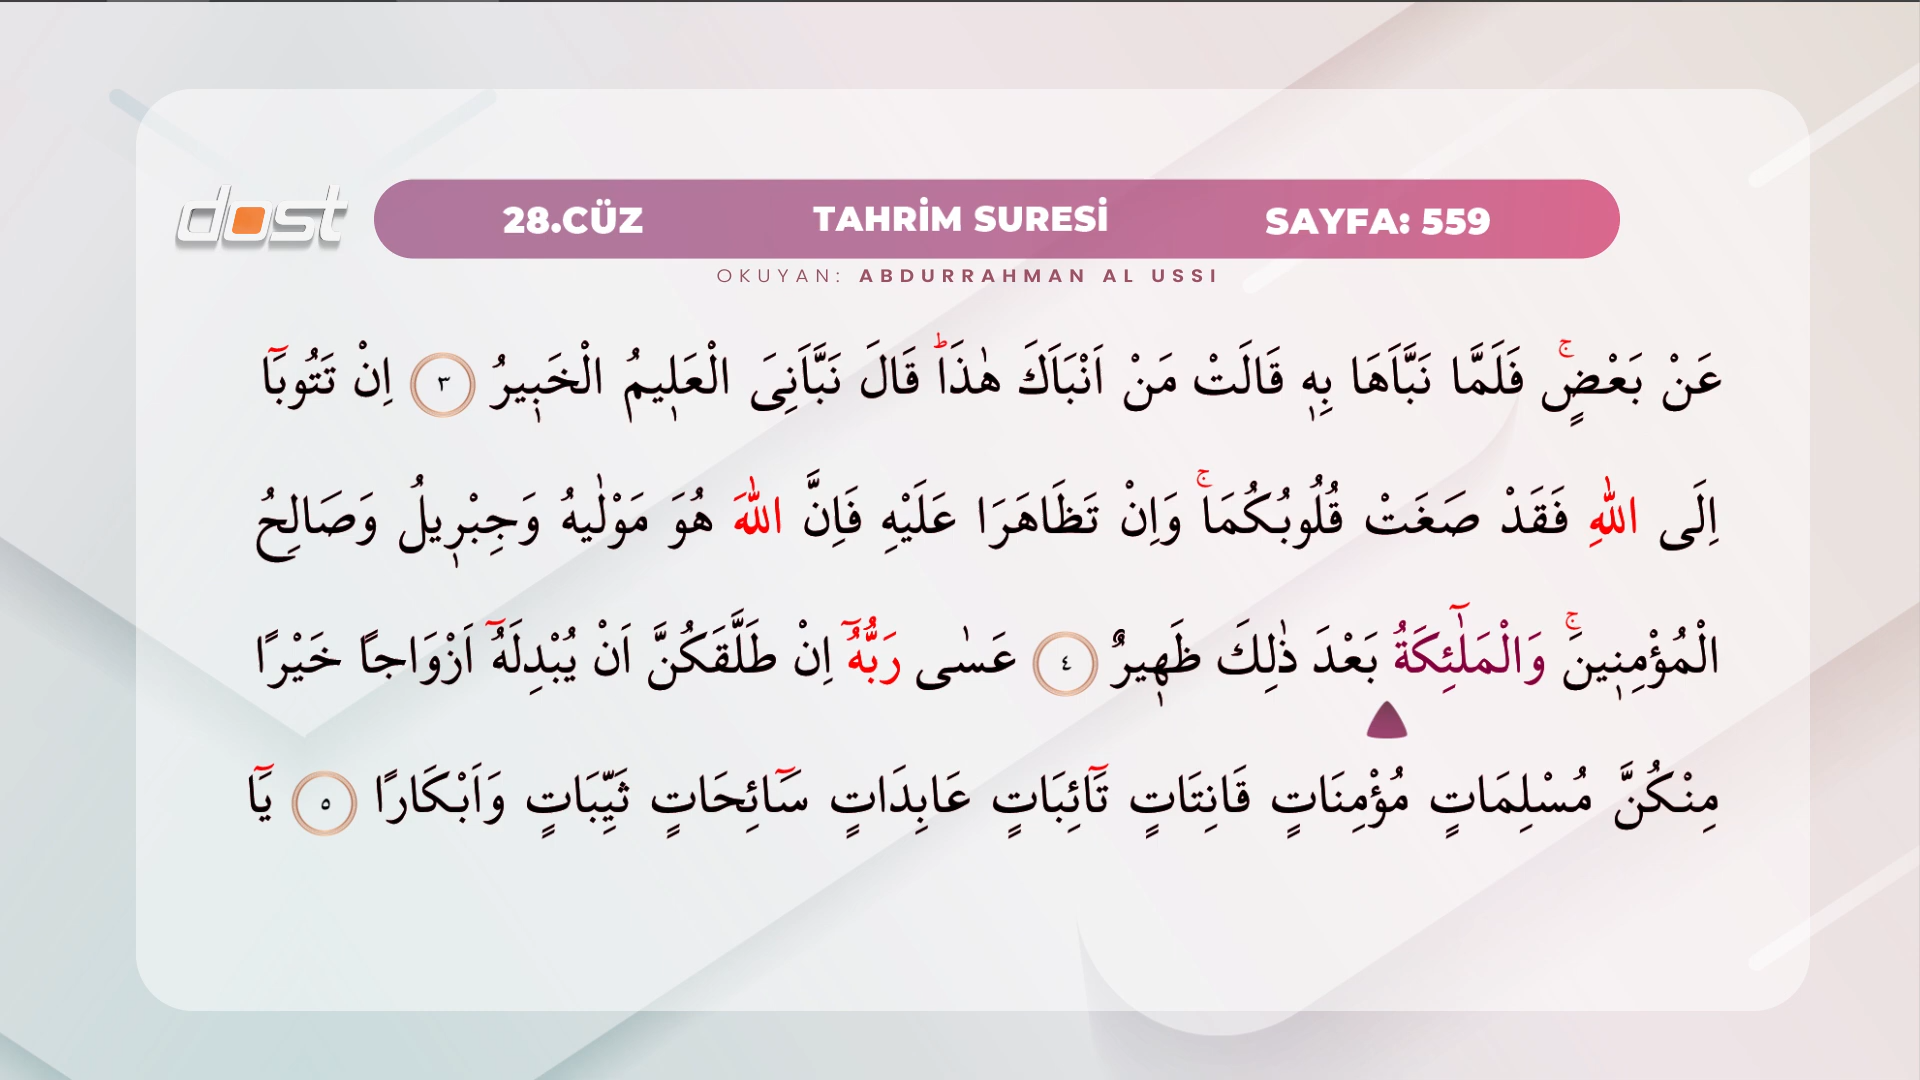 dost
28.CÜZ TAHRİM SURESİ SAYFA: 559
OKUYAN: ABDURRAHMAN AL USSI
عَنْ بَعْضٍۚ فَلَمَّا نَبَّاَهَا بِه۪ قَالَتْ مَنْ اَنْبَاَكَ هٰذَاۜ قَالَ نَبَّاَنِىَ الْعَل۪يمُ الْخَب۪يرُ ٣ اِنْ تَتُوبَٓا
اِلَى اللّٰهِ فَقَدْ صَغَتْ قُلُوبُكُمَاۚ وَاِنْ تَظَاهَرَا عَلَيْهِ فَاِنَّ اللّٰهَ هُوَ مَوْلٰيهُ وَجِبْر۪يلُ وَصَالِحُ
الْمُؤْمِن۪ينَۚ وَالْمَلٰٓئِكَةُ بَعْدَ ذٰلِكَ ظَه۪يرٌ ٤ عَسٰى رَبُّهُٓ اِنْ طَلَّقَكُنَّ اَنْ يُبْدِلَهُٓ اَزْوَاجًا خَيْرًا
مِنْكُنَّ مُسْلِمَاتٍ مُؤْمِنَاتٍ قَانِتَاتٍ تَٓائِبَاتٍ عَابِدَاتٍ سَٓائِحَاتٍ ثَيِّبَاتٍ وَاَبْكَارًا ٥ يَٓا